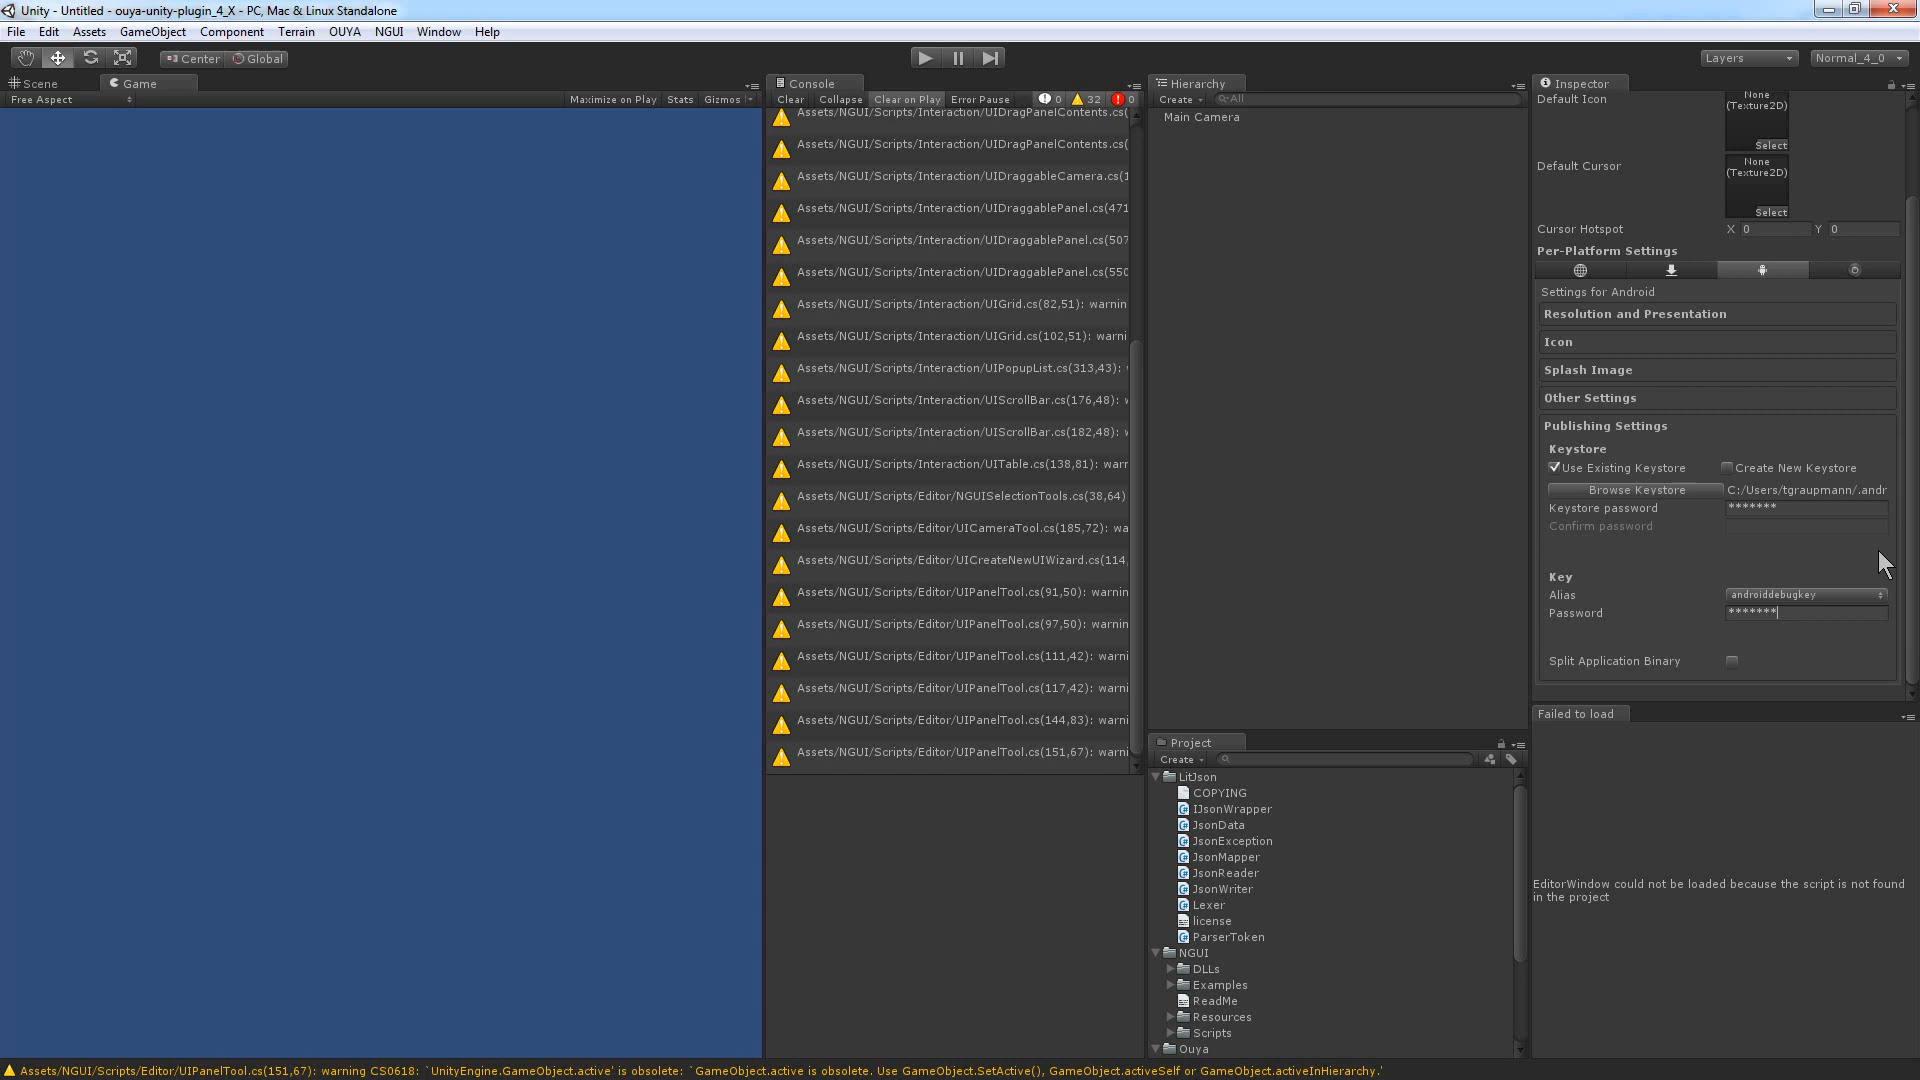 Unity - Untitled - ouya-unity-plugin_4_X - PC, Mac & Linux Standalone
File Edit Assets GameObject Component Terrain OUYA NGUI Window Help
Center Global
Layers
Normal_4_0
Scene
Game
Free Aspect
Maximize on Play Stats Gizmos
Console
Clear Collapse Clear on Play Error Pause 0 32 0
Assets/NGUI/Scripts/Interaction/UIDragPanelContents.cs(
Assets/NGUI/Scripts/Interaction/UIDragPanelContents.cs(
Assets/NGUI/Scripts/Interaction/UIDraggableCamera.cs(1
Assets/NGUI/Scripts/Interaction/UIDraggablePanel.cs(471
Assets/NGUI/Scripts/Interaction/UIDraggablePanel.cs(507
Assets/NGUI/Scripts/Interaction/UIDraggablePanel.cs(550
Assets/NGUI/Scripts/Interaction/UIGrid.cs(82,51): warnin
Assets/NGUI/Scripts/Interaction/UIGrid.cs(102,51): warni
Assets/NGUI/Scripts/Interaction/UIPopupList.cs(313,43):
Assets/NGUI/Scripts/Interaction/UIScrollBar.cs(176,48):
Assets/NGUI/Scripts/Interaction/UIScrollBar.cs(182,48):
Assets/NGUI/Scripts/Interaction/UITable.cs(138,81): warr
Assets/NGUI/Scripts/Editor/NGUISelectionTools.cs(38,64)
Assets/NGUI/Scripts/Editor/UICameraTool.cs(185,72): wa
Assets/NGUI/Scripts/Editor/UICreateNewUIWizard.cs(114,
Assets/NGUI/Scripts/Editor/UIPanelTool.cs(91,50): warnin
Assets/NGUI/Scripts/Editor/UIPanelTool.cs(97,50): warnin
Assets/NGUI/Scripts/Editor/UIPanelTool.cs(111,42): warni
Assets/NGUI/Scripts/Editor/UIPanelTool.cs(117,42): warni
Assets/NGUI/Scripts/Editor/UIPanelTool.cs(144,83): warni
Assets/NGUI/Scripts/Editor/UIPanelTool.cs(151,67): warni
Hierarchy
Create All
Main Camera
Project
Create
LitJson
COPYING
IJsonWrapper
JsonData
JsonException
JsonMapper
JsonReader
JsonWriter
Lexer
license
ParserToken
NGUI
DLLs
Examples
ReadMe
Resources
Scripts
Ouya
Inspector
Default Icon
None
(Texture2D)
Select
Default Cursor
None
(Texture2D)
Select
Cursor Hotspot X 0 Y 0
Per-Platform Settings
Settings for Android
Resolution and Presentation
Icon
Splash Image
Other Settings
Publishing Settings
Keystore
Use Existing Keystore Create New Keystore
Browse Keystore C:/Users/tgraupmann/.andr
Keystore password *******
Confirm password
Key
Alias androiddebugkey
Password *******
Split Application Binary
Failed to load
EditorWindow could not be loaded because the script is not found
in the project
Assets/NGUI/Scripts/Editor/UIPanelTool.cs(151,67): warning CS0618: `UnityEngine.GameObject.active' is obsolete: `GameObject.active is obsolete. Use GameObject.SetActive(), GameObject.activeSelf or GameObject.activeInHierarchy.'